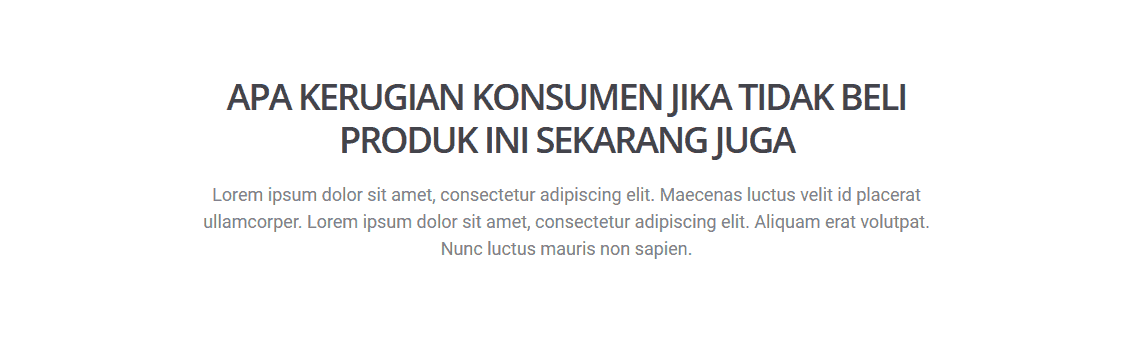 APA KERUGIAN KONSUMEN JIKA TIDAK BELI
PRODUK INI SEKARANG JUGA
Lorem ipsum dolor sit amet, consectetur adipiscing elit. Maecenas luctus velit id placerat
ullamcorper. Lorem ipsum dolor sit amet, consectetur adipiscing elit. Aliquam erat volutpat.
Nunc luctus mauris non sapien.